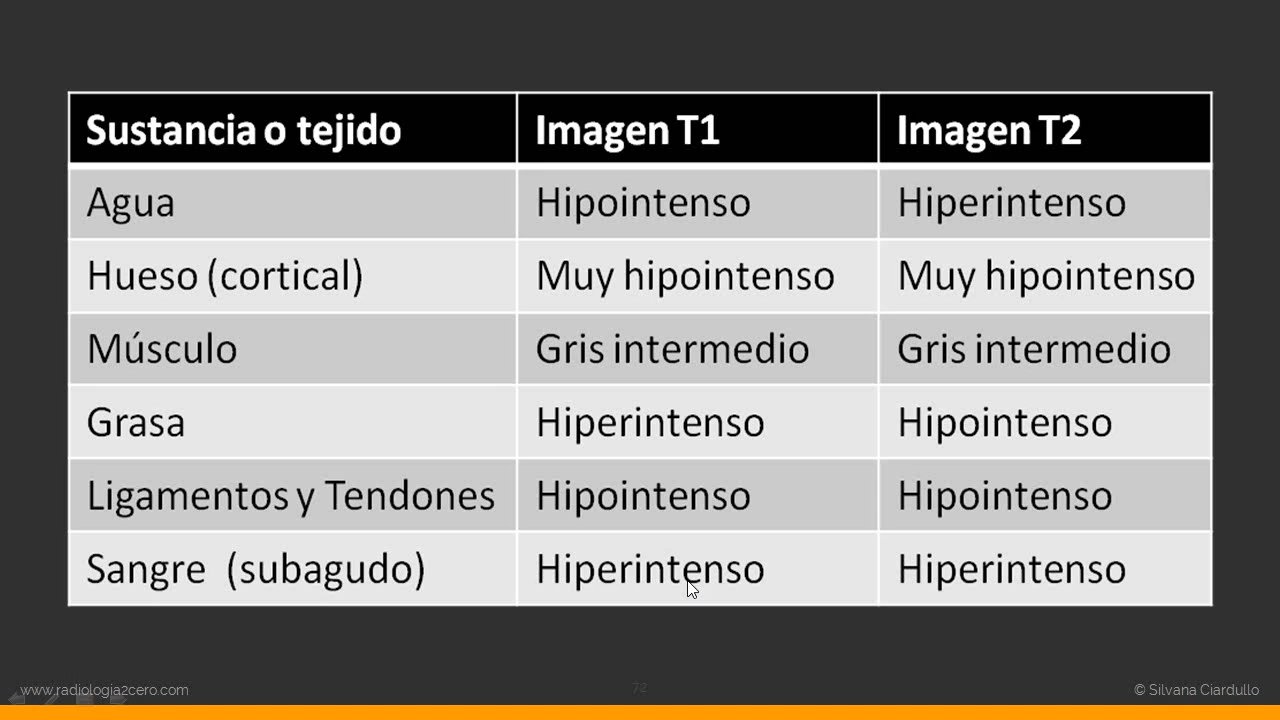 Sustancia o tejido Imagen T1 Imagen T2
Agua Hipointenso Hiperintenso
Hueso (cortical) Muy hipointenso Muy hipointenso
Músculo Gris intermedio Gris intermedio
Grasa Hiperintenso Hipointenso
Ligamentos y Tendones Hipointenso Hipointenso
Sangre (subagudo) Hiperintenso Hiperintenso
www.radiologia2cero.com 72 © Silvana Ciardullo